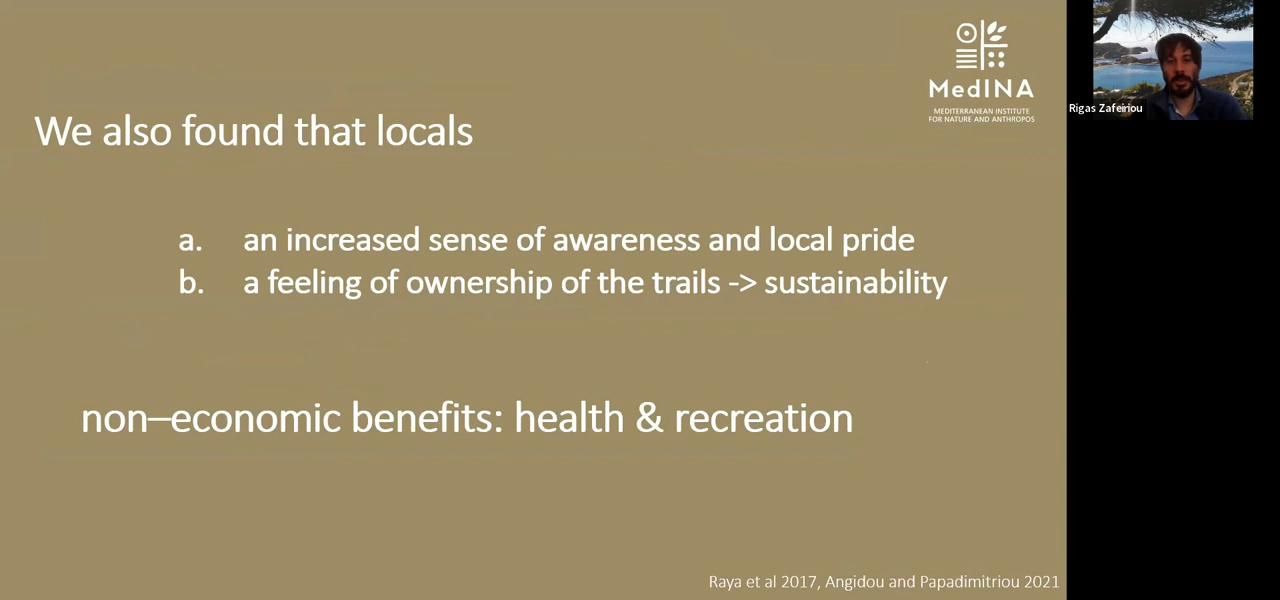 MedINA
MEDITERRANEAN INSTITUTE
FOR NATURE AND ANTHROPOS
Rigas Zafeiriou
We also found that locals
a. an increased sense of awareness and local pride
b. a feeling of ownership of the trails -> sustainability
non–economic benefits: health & recreation
Raya et al 2017, Angidou and Papadimitriou 2021